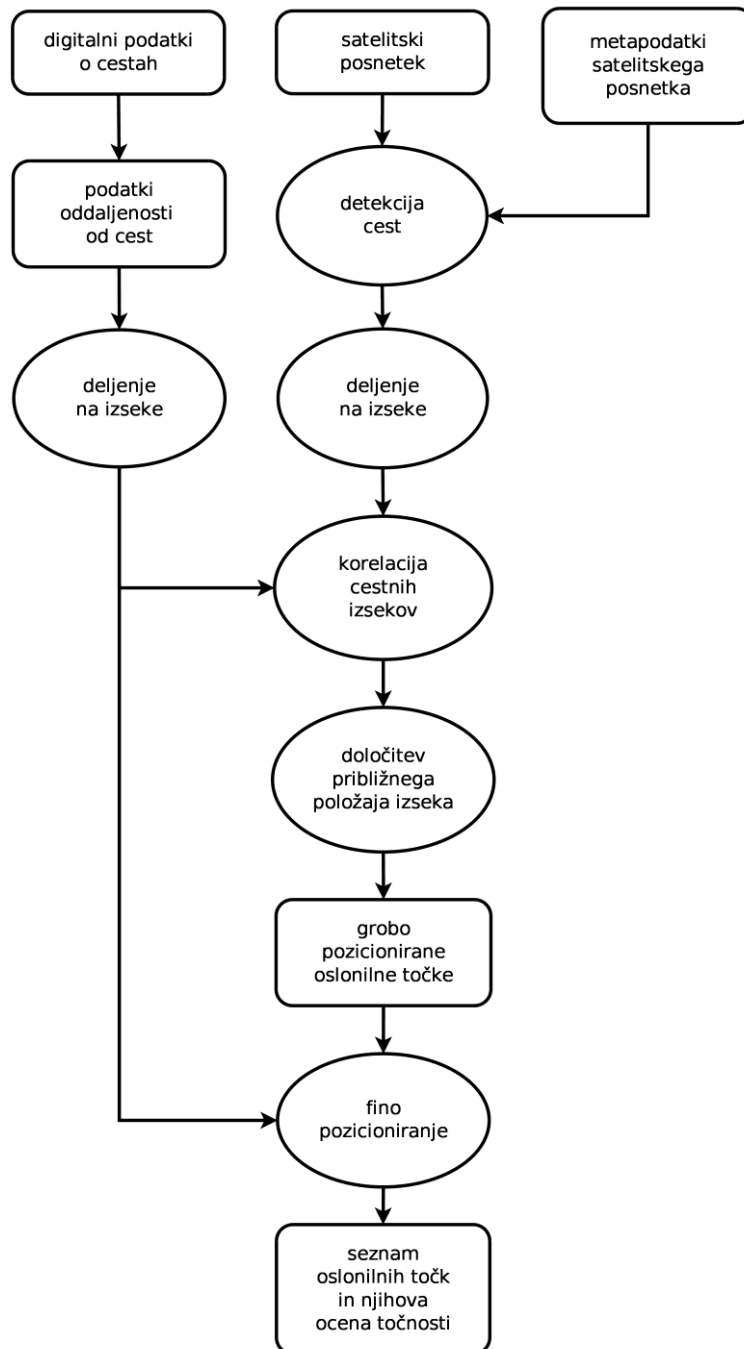 digitalni podatki
o cestah
satelitski
posnetek
metapodatki
satelitskega
posnetka
podatki
oddaljenosti
od cest
detekcija
cest
deljenje
na izseke
deljenje
na izseke
korelacija
cestnih
izsekov
določitev
približnega
položaja izseka
grobo
pozicionirane
oslonilne točke
fino
pozicioniranje
seznam
oslonilnih točk
in njihova
ocena točnosti